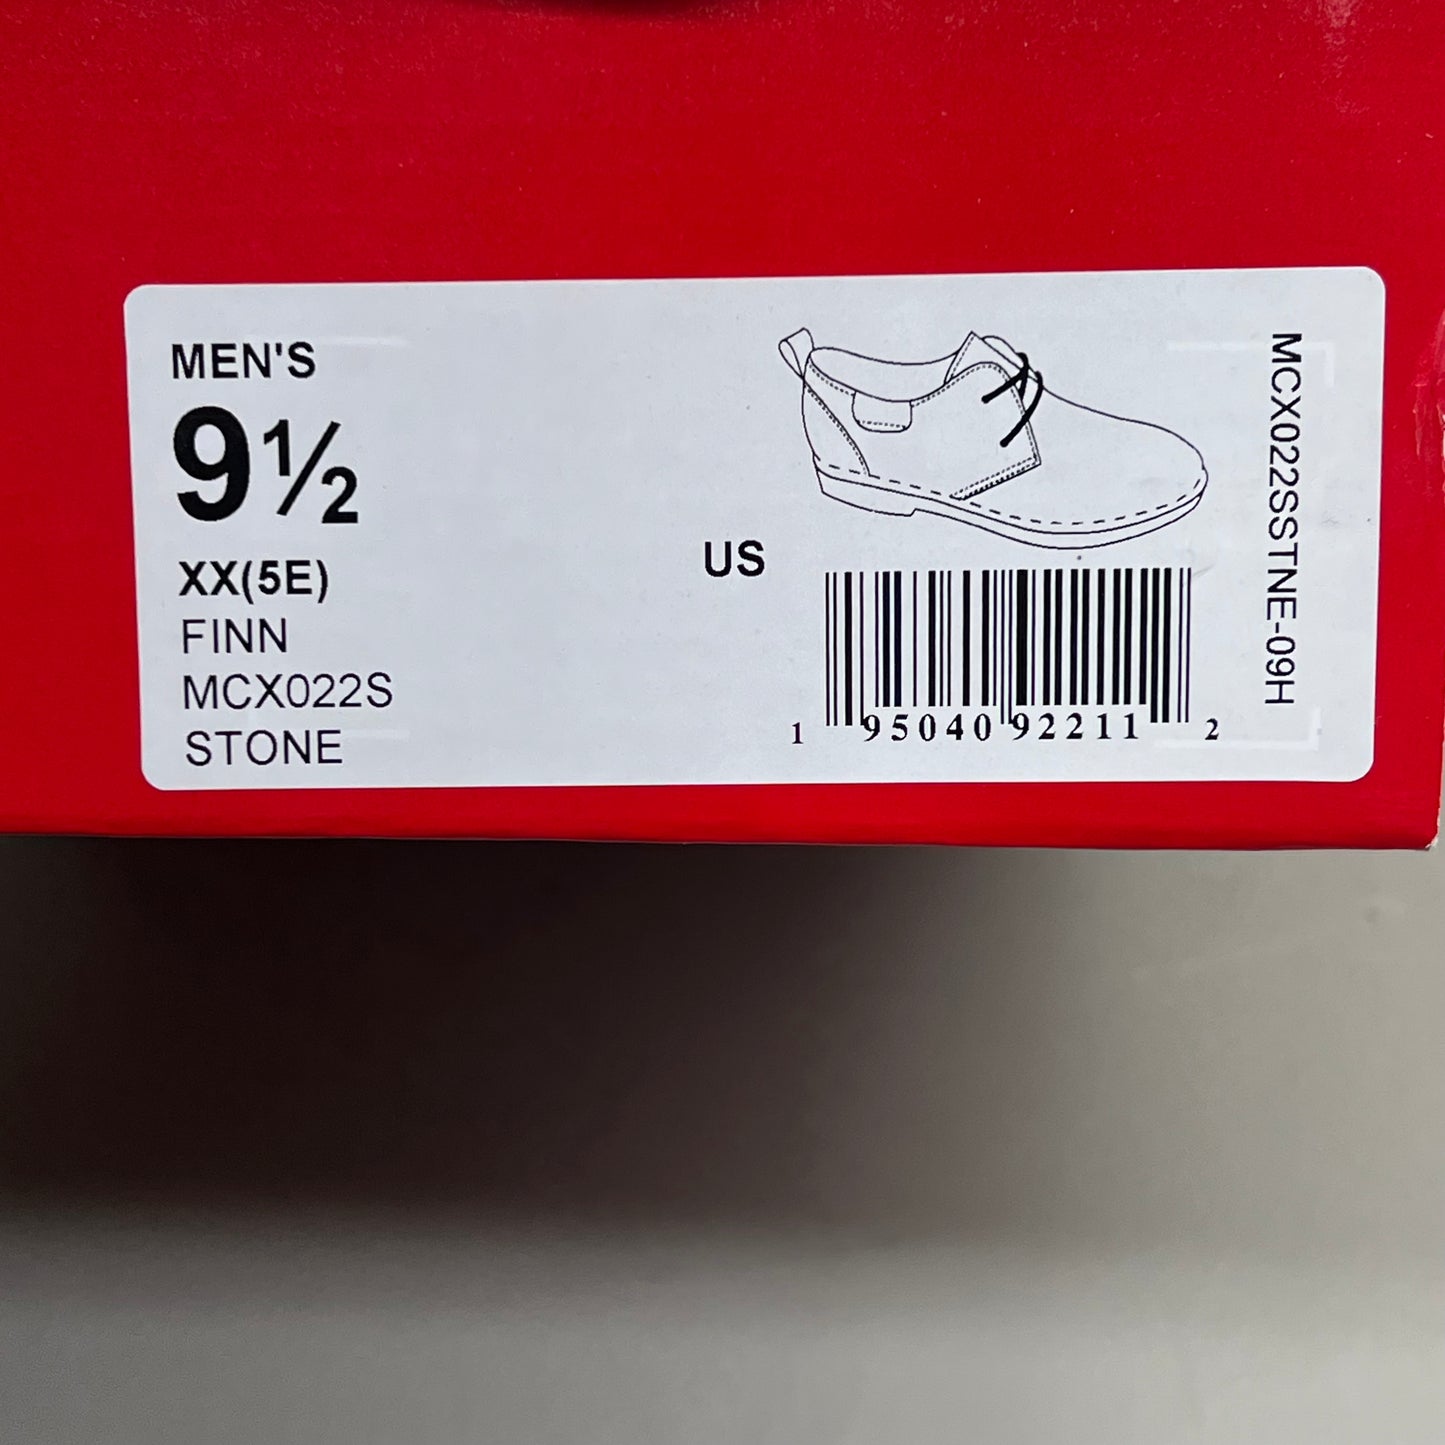 MEN'S
9½
XX(5E)
FINN
MCX022S
STONE
US
1 95040 92211 2
MCX022SSTNE-09H